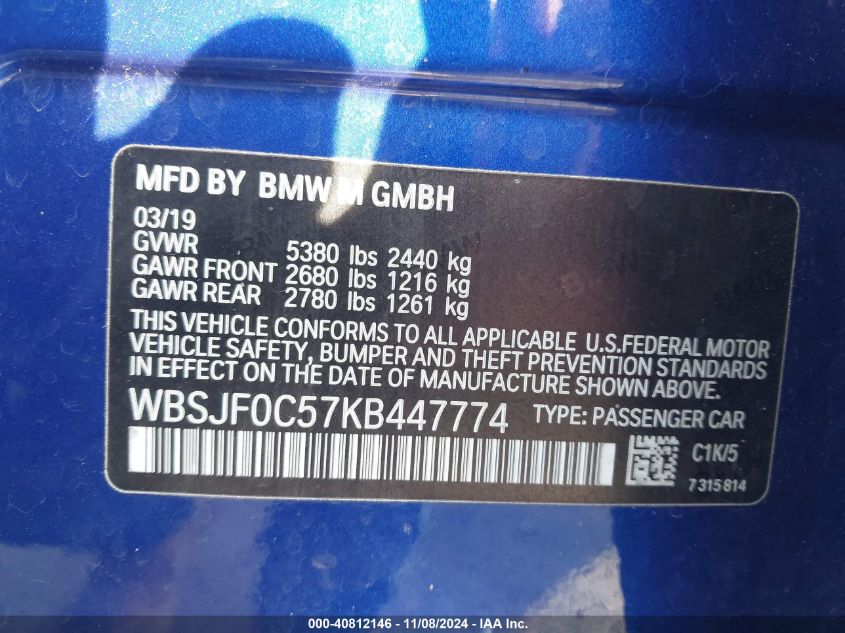 MFD BY BMW M GMBH
03/19
GVWR 5380 lbs 2440 kg
GAWR FRONT 2680 lbs 1216 kg
GAWR REAR 2780 lbs 1261 kg
THIS VEHICLE CONFORMS TO ALL APPLICABLE U.S.FEDERAL MOTOR
VEHICLE SAFETY, BUMPER AND THEFT PREVENTION STANDARDS
IN EFFECT ON THE DATE OF MANUFACTURE SHOWN ABOVE.
WBSJF0C57KB447774 TYPE: PASSENGER CAR
C1K/5
7315814
000-40812146 - 11/08/2024 - IAA Inc.